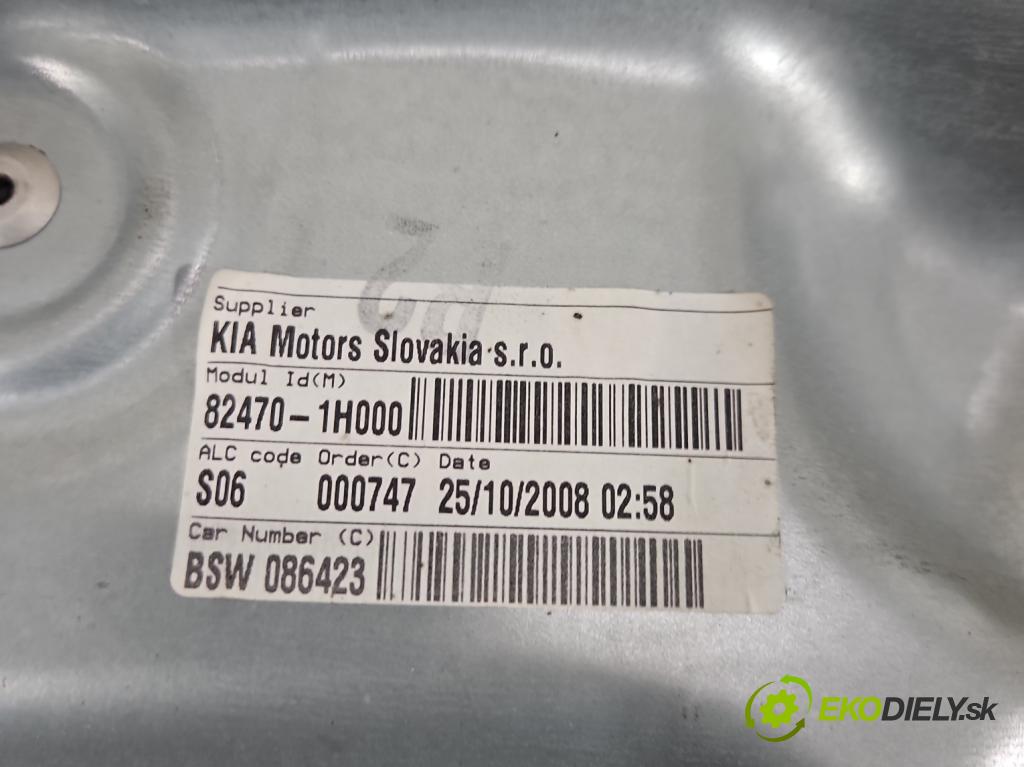 Supplier
KIA Motors Slovakia s.r.o.
Modul Id(M)
82470-1H000
ALC code Order(C) Date
S06 000747 25/10/2008 02:58
Car Number (C)
BSW 086423
EKODIELY.sk